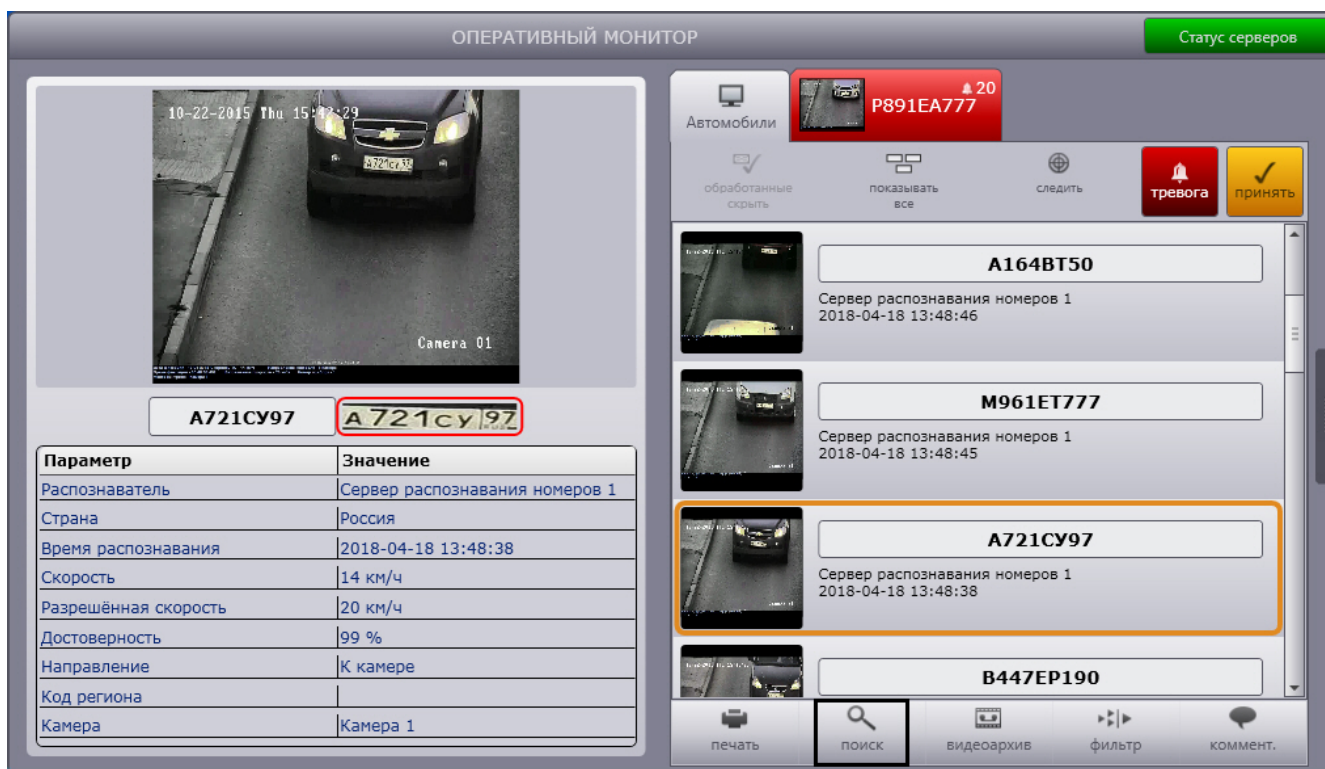 ОПЕРАТИВНЫЙ МОНИТОР
Статус серверов
10-22-2015 Thu 15:42:29
А721су97
Camera 01
А721СУ97
А721су97
Параметр Значение
Распознаватель Сервер распознавания номеров 1
Страна Россия
Время распознавания 2018-04-18 13:48:38
Скорость 14 км/ч
Разрешённая скорость 20 км/ч
Достоверность 99 %
Направление К камере
Код региона
Камера Камера 1
Автомобили
20
Р891ЕА777
обработанные
скрыть
показывать
все
следить
тревога
принять
А164ВТ50
Сервер распознавания номеров 1
2018-04-18 13:48:46
М961ЕТ777
Сервер распознавания номеров 1
2018-04-18 13:48:45
А721СУ97
Сервер распознавания номеров 1
2018-04-18 13:48:38
В447ЕР190
печать
поиск
видеоархив
фильтр
коммент.